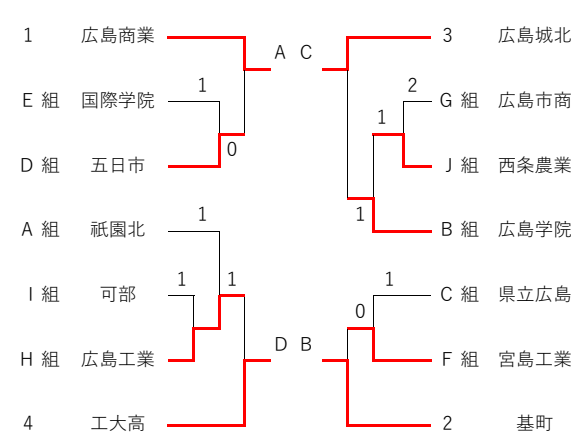 1 広島商業
A C
3 広島城北
E 組 国際学院
1
2
G 組 広島市商
1
D 組 五日市
0
J 組 西条農業
A 組 祇園北
1
1
B 組 広島学院
I 組 可部
1
1
1
C 組 県立広島
0
H 組 広島工業
D B
F 組 宮島工業
4 工大高
2 基町